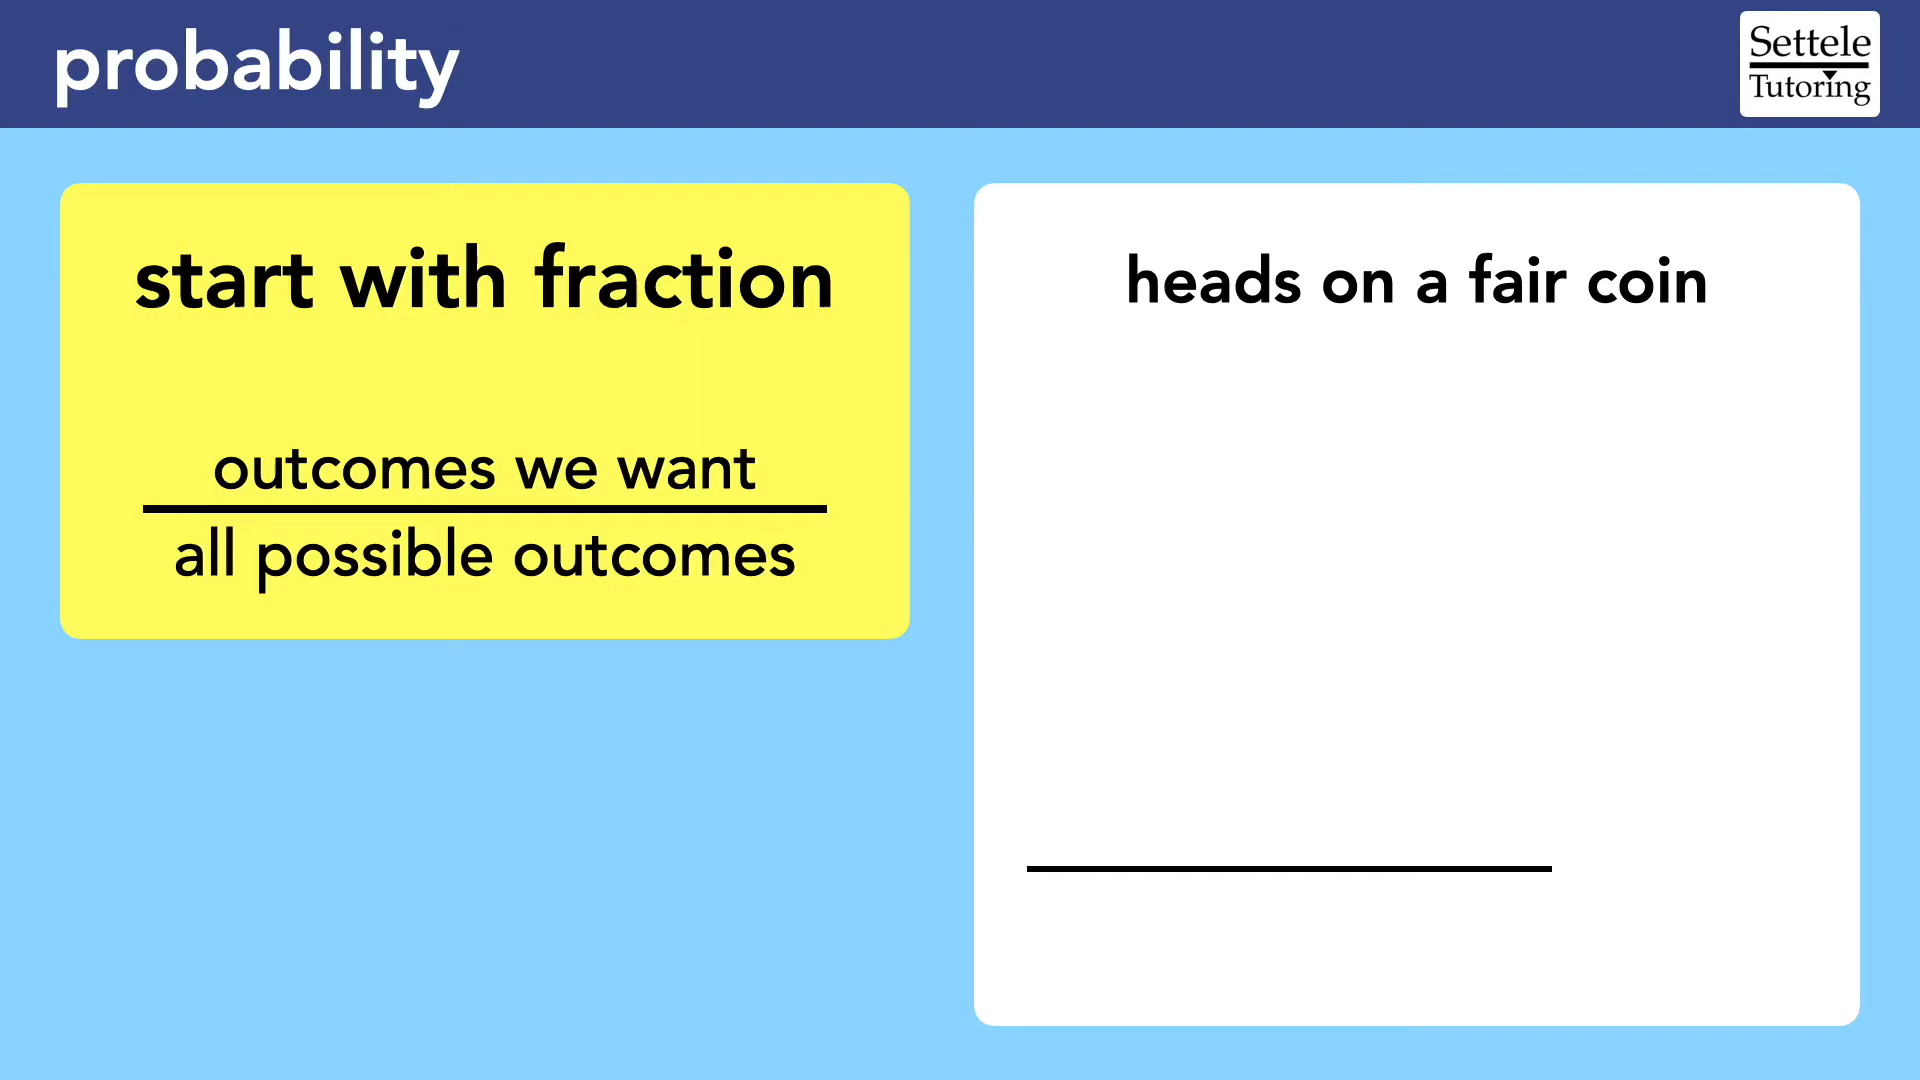 probability
Settele
Tutoring
start with fraction
outcomes we want
all possible outcomes
heads on a fair coin